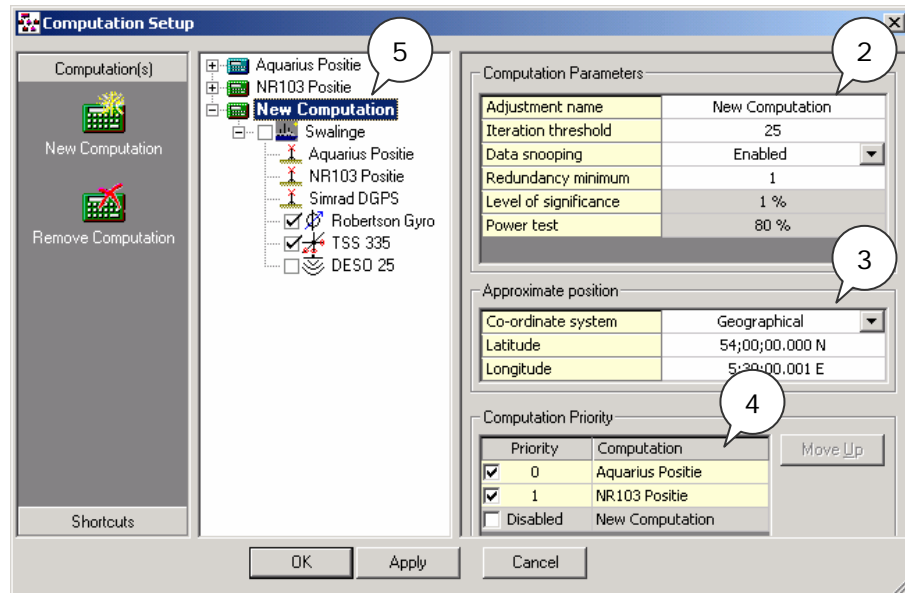 Computation Setup
Computation(s)
New Computation
Remove Computation
Shortcuts
5
Aquarius Positie
NR103 Positie
New Computation
Swalinge
Aquarius Positie
NR103 Positie
Simrad DGPS
Robertson Gyro
TSS 335
DESO 25
2
Computation Parameters
Adjustment name New Computation
Iteration threshold 25
Data snooping Enabled
Redundancy minimum 1
Level of significance 1 %
Power test 80 %
3
Approximate position
Co-ordinate system Geographical
Latitude 54;00;00.000 N
Longitude 5;30;00.001 E
4
Computation Priority
Priority Computation
0 Aquarius Positie
1 NR103 Positie
Disabled New Computation
Move Up
OK Apply Cancel